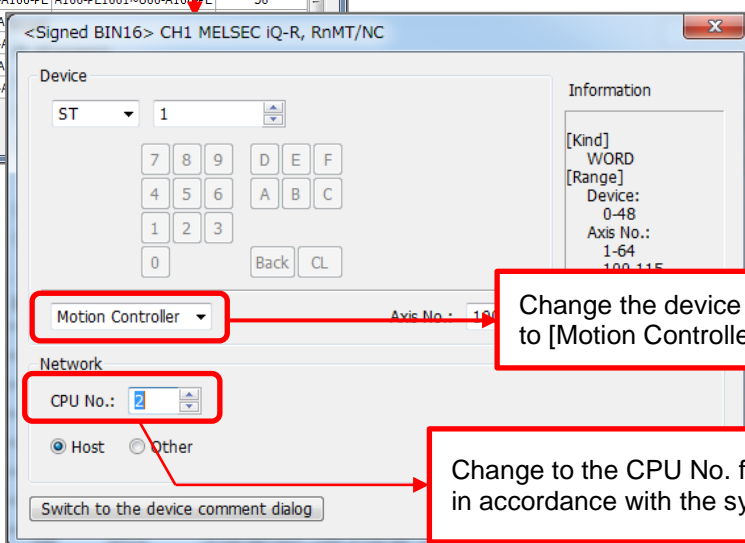 <Signed BIN16> CH1 MELSEC iQ-R, RnMT/NC
Device
ST 1
7 8 9 D E F
4 5 6 A B C
1 2 3
0 Back CL
Information
[Kind]
WORD
[Range]
Device:
0-48
Axis No.:
1-64
100-115
Motion Controller
Axis No.:
Change the device
to [Motion Controlle
Network
CPU No.: 2
Host Other
Change to the CPU No. f
in accordance with the sy
Switch to the device comment dialog